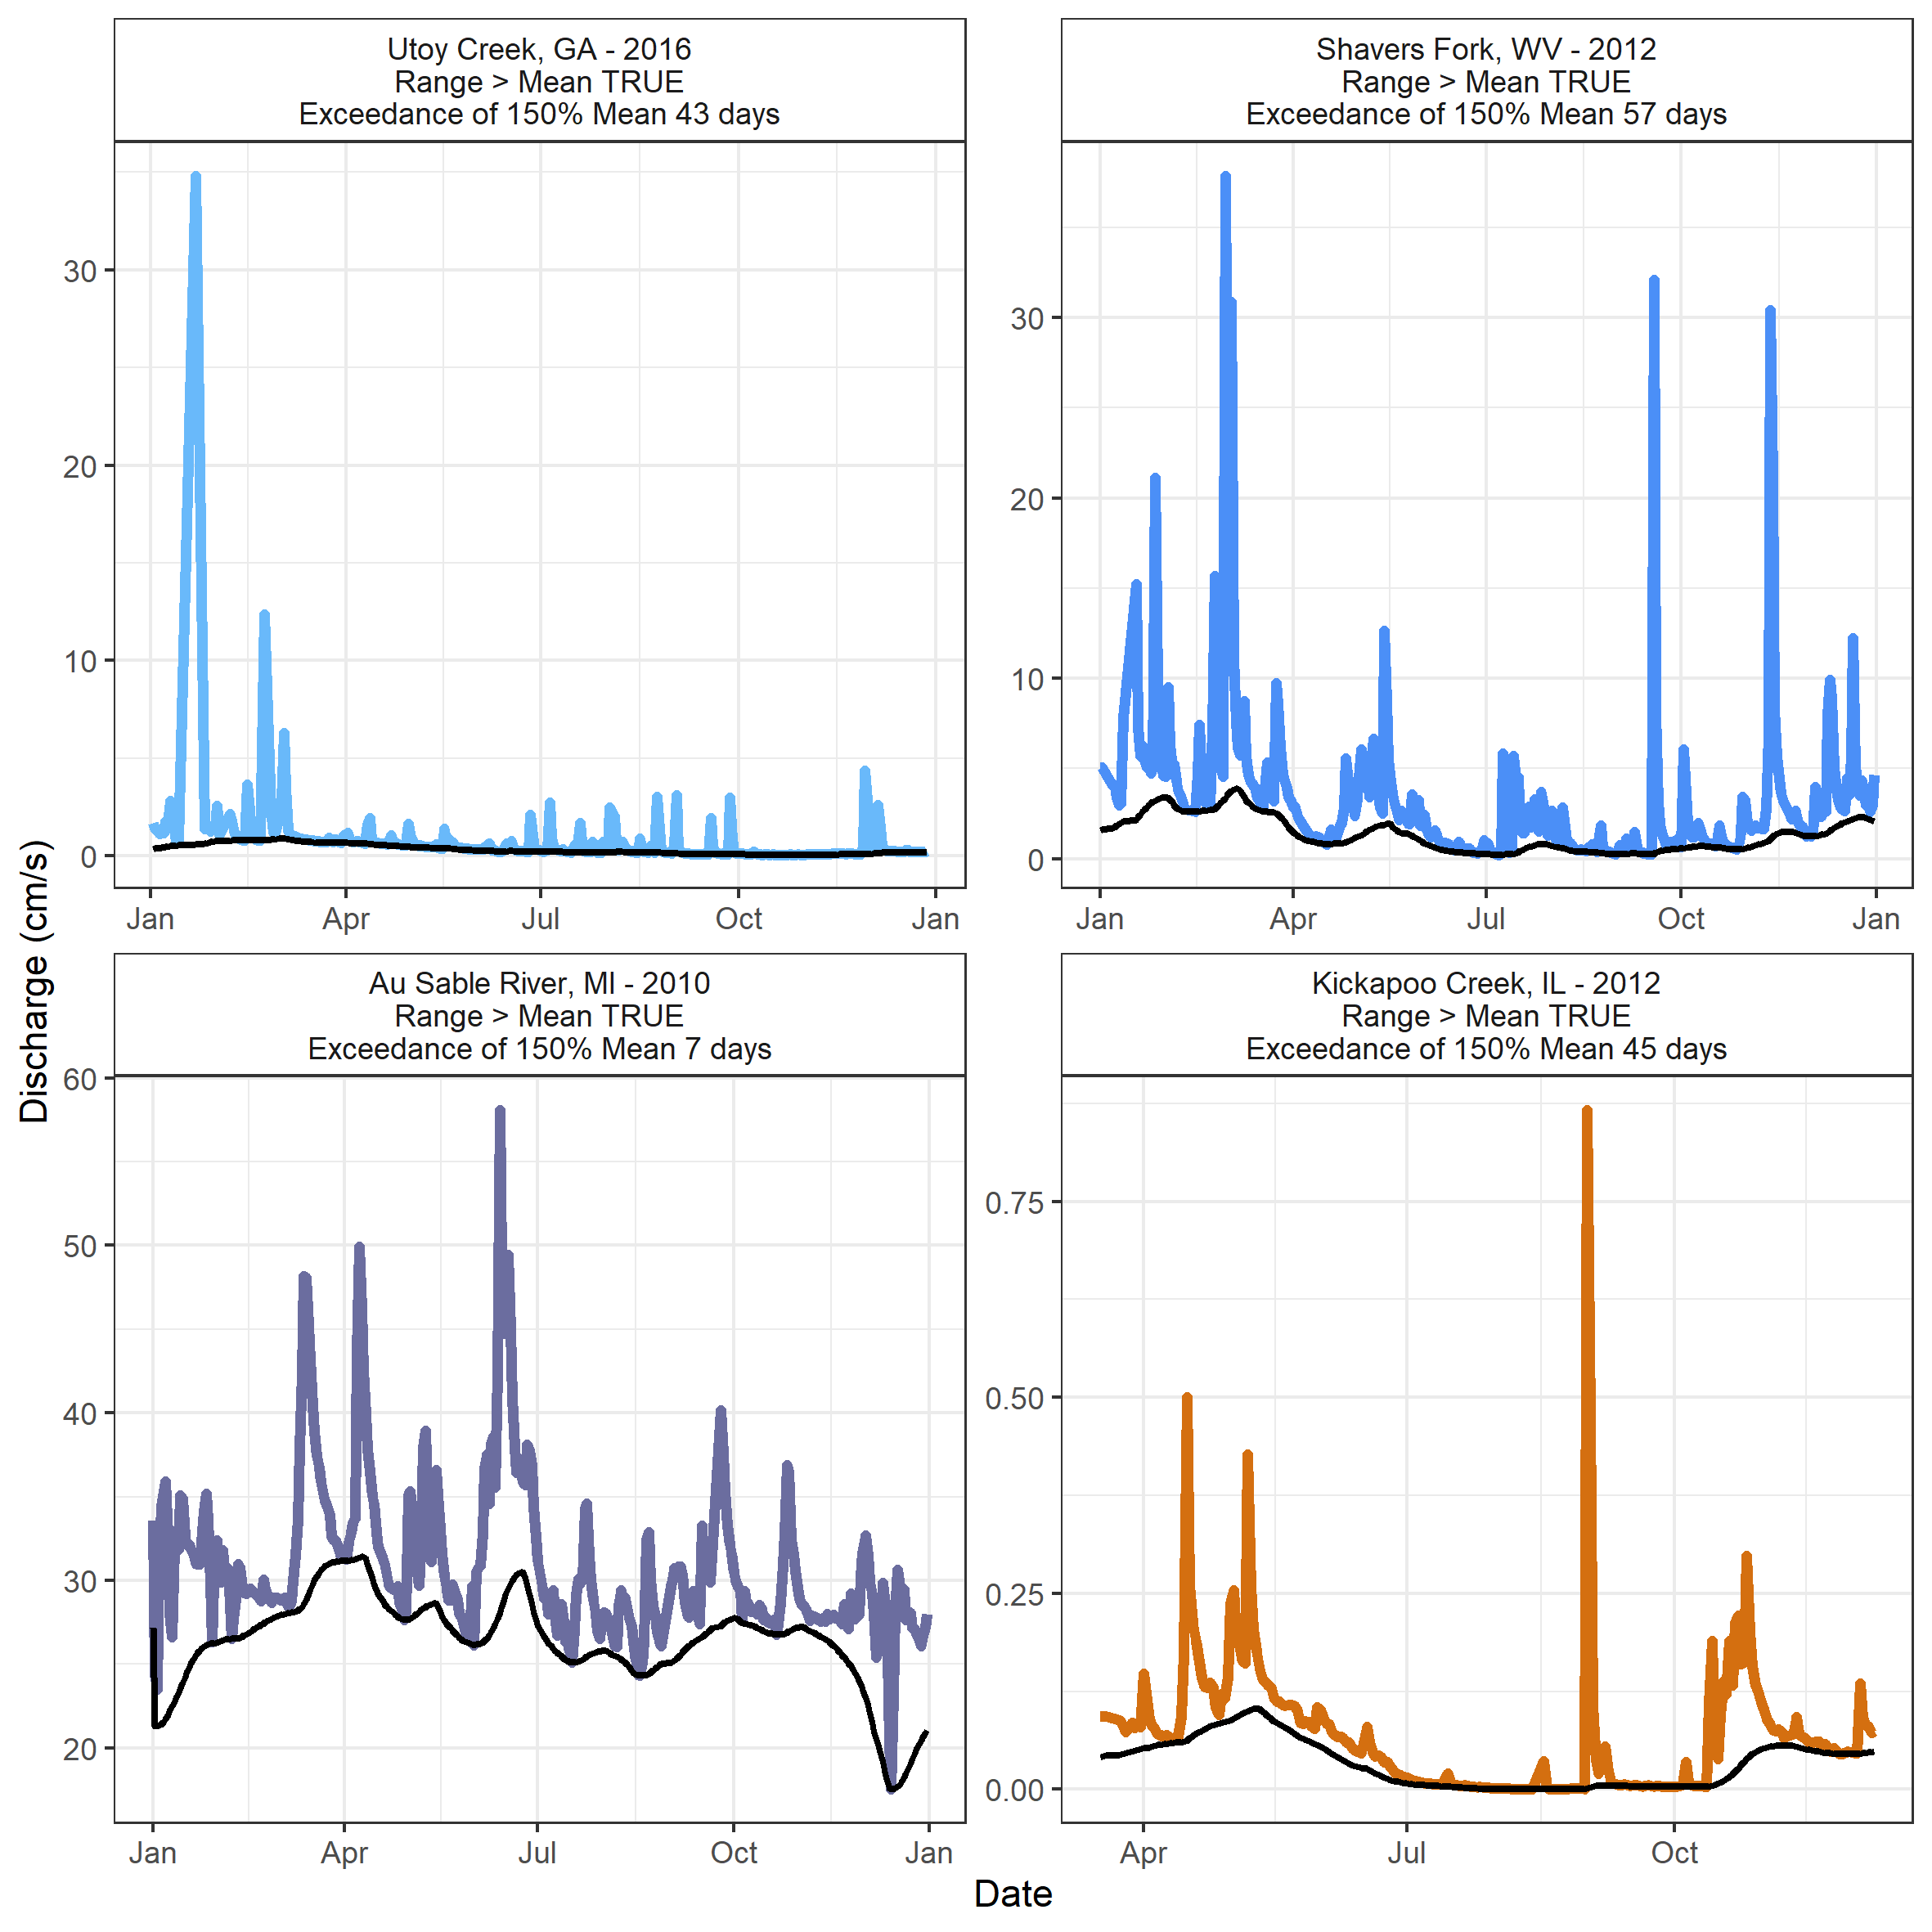 Utoy Creek, GA - 2016
Range > Mean TRUE
Exceedance of 150% Mean 43 days
30
20
10
0
Jan Apr Jul Oct Jan
Shavers Fork, WV - 2012
Range > Mean TRUE
Exceedance of 150% Mean 57 days
30
20
10
0
Jan Apr Jul Oct Jan
Discharge (cm/s)
Au Sable River, MI - 2010
Range > Mean TRUE
Exceedance of 150% Mean 7 days
60
50
40
30
20
Jan Apr Jul Oct Jan
Kickapoo Creek, IL - 2012
Range > Mean TRUE
Exceedance of 150% Mean 45 days
0.75
0.50
0.25
0.00
Apr Jul Oct
Date